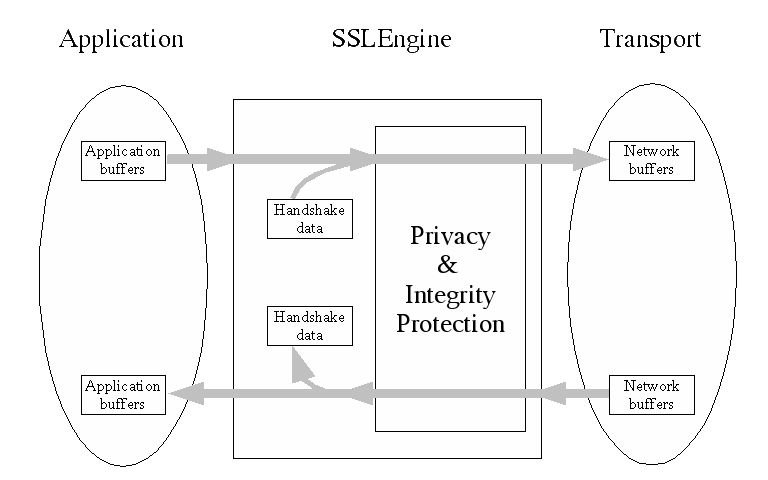 Application
SSLEngine
Transport
Application
buffers
Network
buffers
Handshake
data
Privacy
&
Integrity
Protection
Handshake
data
Application
buffers
Network
buffers